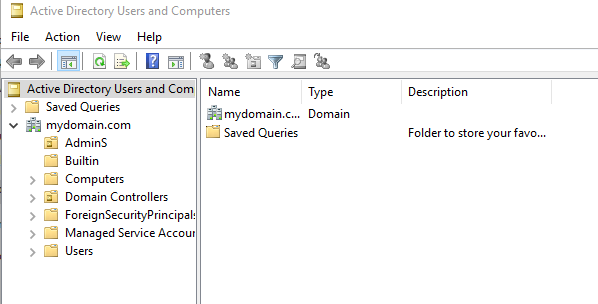 Active Directory Users and Computers
File Action View Help
Active Directory Users and Com
Saved Queries
mydomain.com
AdminS
Builtin
Computers
Domain Controllers
ForeignSecurityPrincipals
Managed Service Accour
Users
Name Type Description
mydomain.c... Domain
Saved Queries Folder to store your favo...